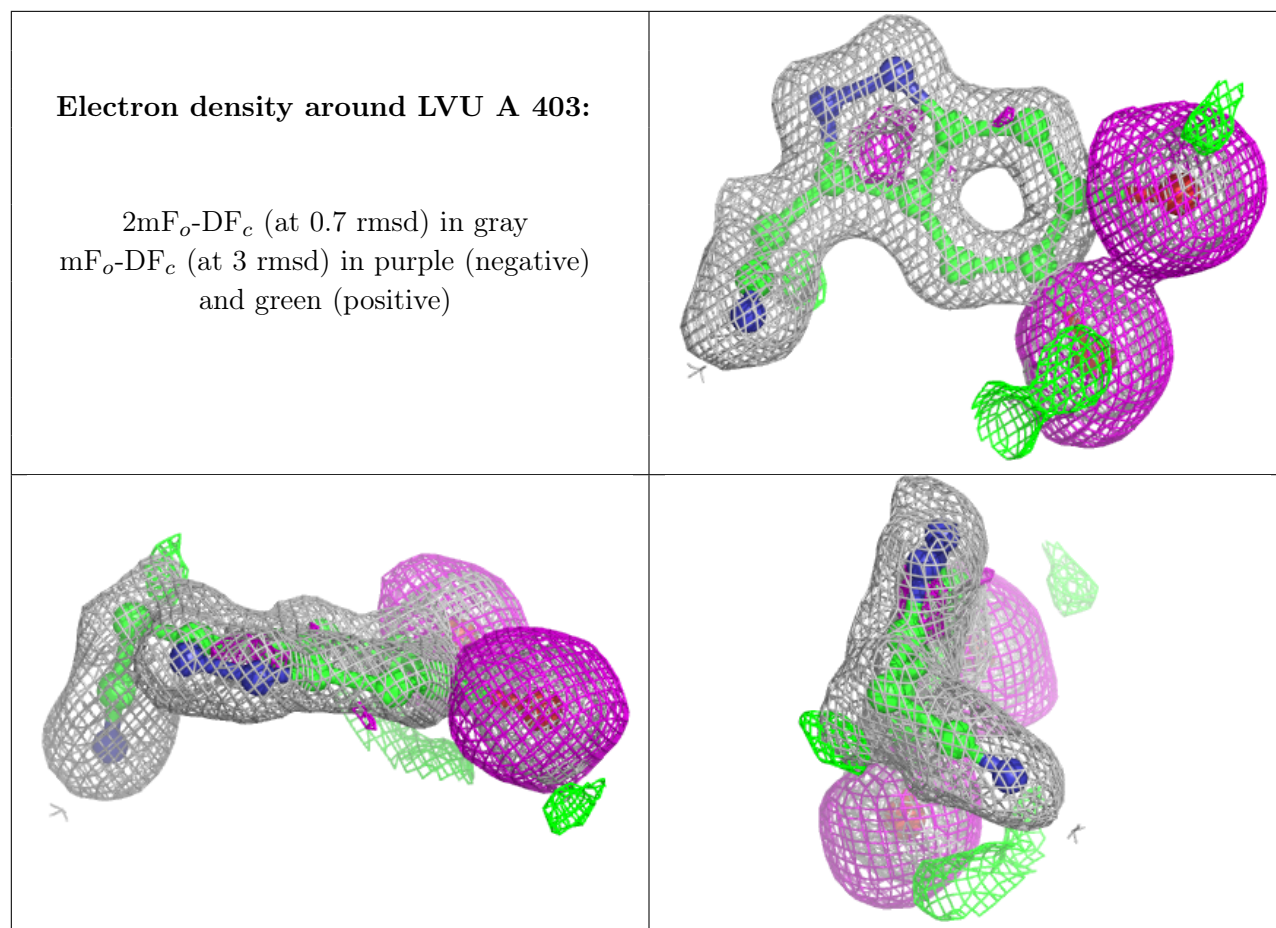 Electron density around LVU A 403:
2mFₒ-DF𝒸 (at 0.7 rmsd) in gray
mFₒ-DF𝒸 (at 3 rmsd) in purple (negative)
and green (positive)